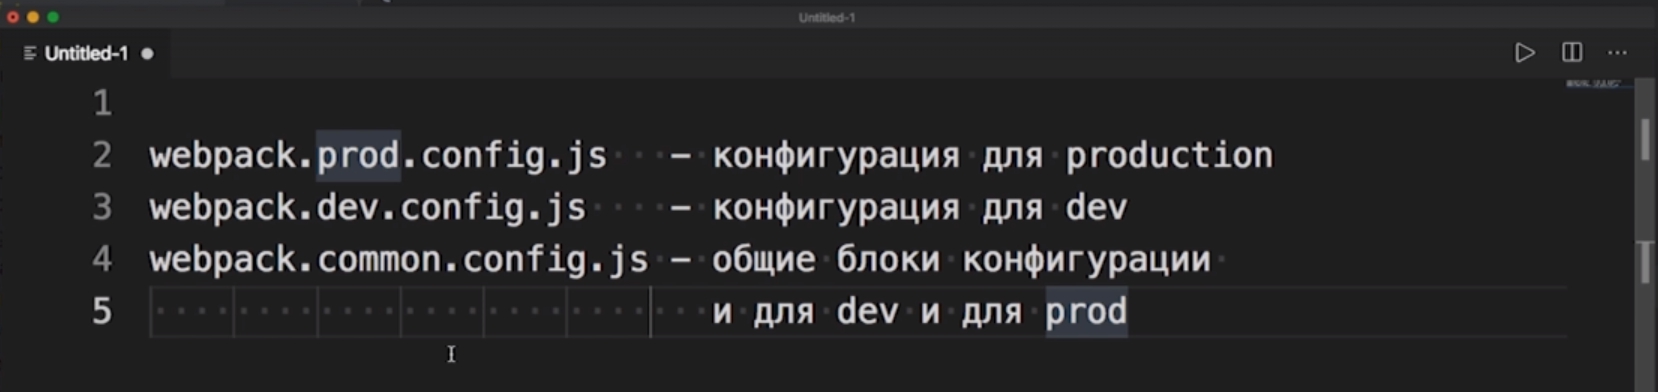 Untitled-1
Untitled-1
1
2 webpack.prod.config.js - конфигурация для production
3 webpack.dev.config.js - конфигурация для dev
4 webpack.common.config.js - общие блоки конфигурации
5 и для dev и для prod